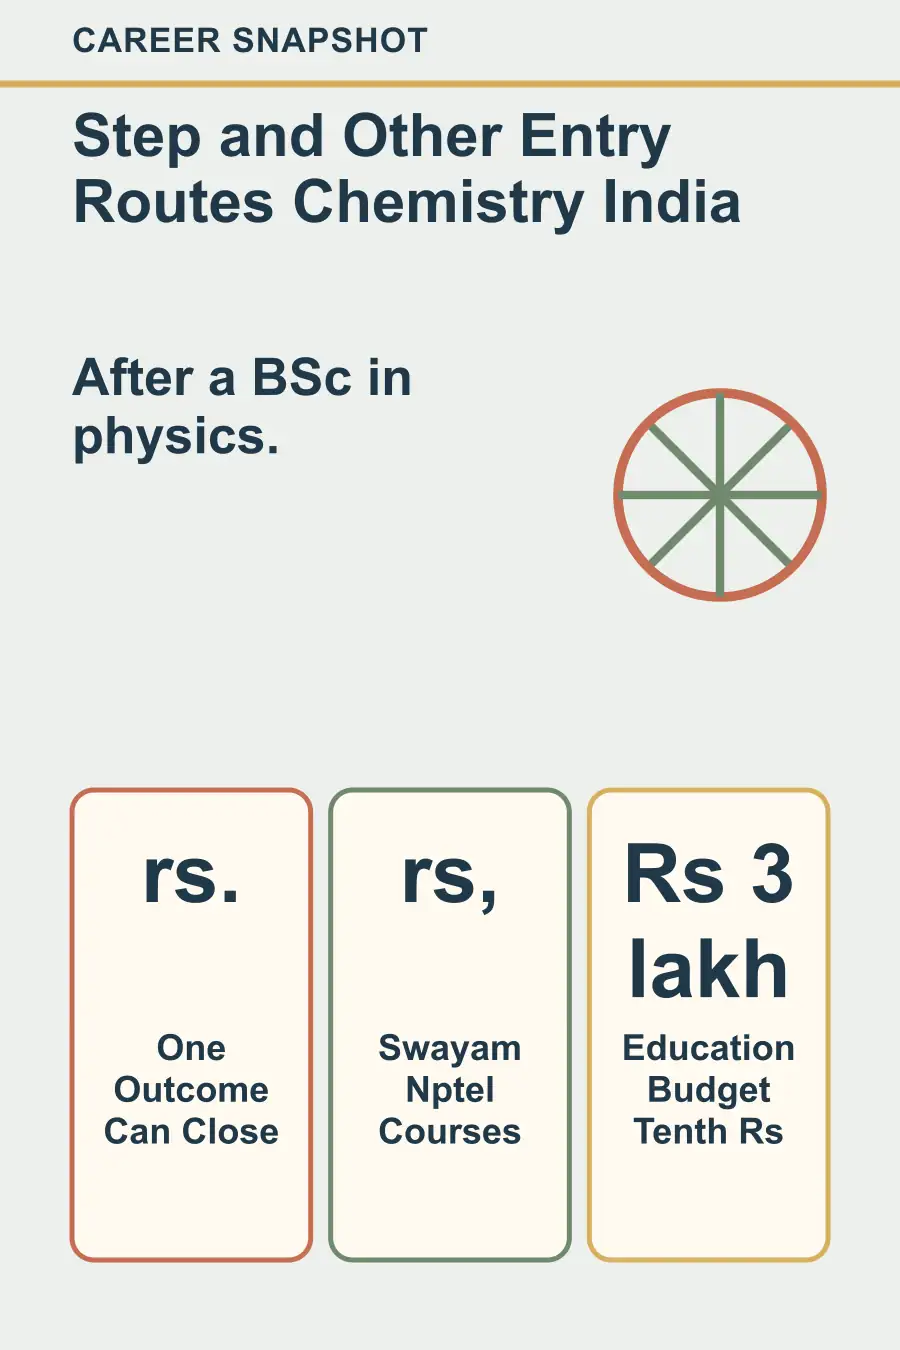 CAREER SNAPSHOT
Step and Other Entry
Routes Chemistry India
After a BSc in
physics.
rs.
One
Outcome
Can Close
rs,
Swayam
Nptel
Courses
Rs 3
lakh
Education
Budget
Tenth Rs